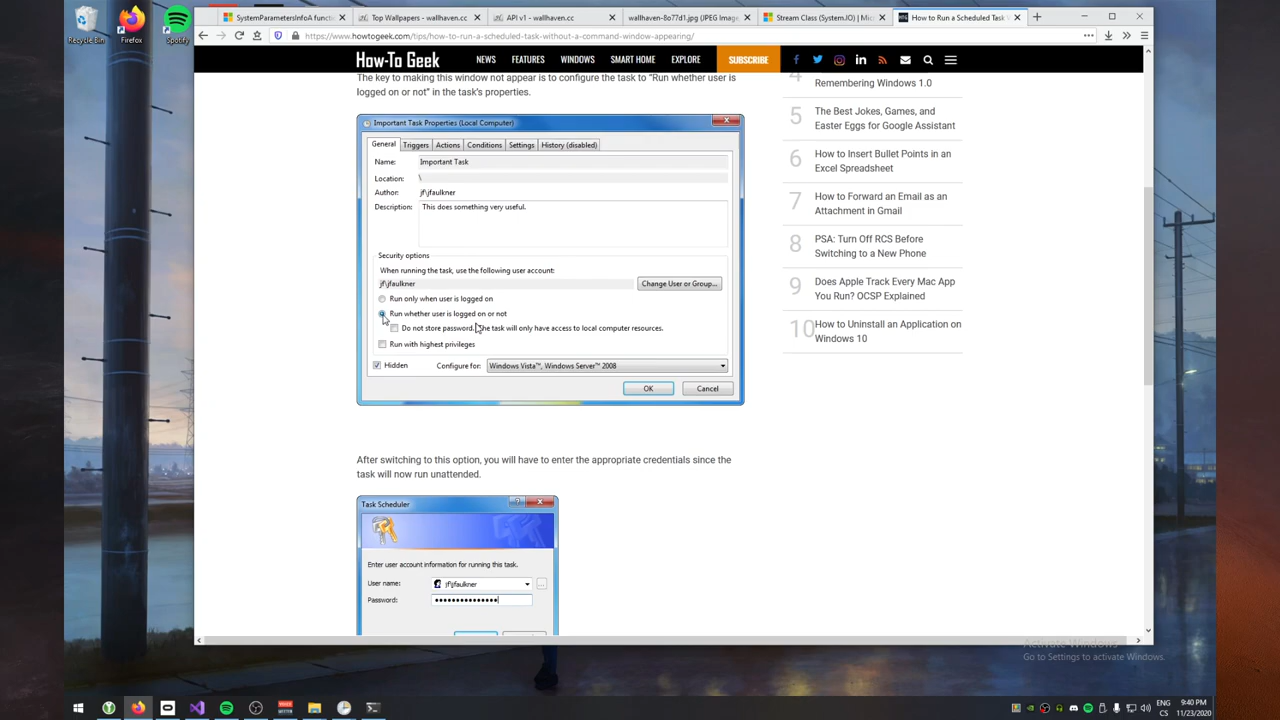 Recycle Bin
Firefox
Spotify
SystemParametersInfoA functi
Top Wallpapers - wallhaven.cc
API v1 - wallhaven.cc
wallhaven-8o77d1.jpg (JPEG Image
Stream Class (System.IO) | Mic
How to Run a Scheduled Task
https://www.howtogeek.com/tips/how-to-run-a-scheduled-task-without-a-command-window-appearing/
How-To Geek
NEWS
FEATURES
WINDOWS
SMART HOME
EXPLORE
SUBSCRIBE
The key to making this window not appear is to configure the task to “Run whether user is
logged on or not” in the task's properties.
Important Task Properties (Local Computer)
General
Triggers
Actions
Conditions
Settings
History (disabled)
Name: Important Task
Location: \
Author: jf\jfaulkner
Description: This does something very useful.
Security options
When running the task, use the following user account:
jf\jfaulkner
Change User or Group...
Run only when user is logged on
Run whether user is logged on or not
Do not store password. The task will only have access to local computer resources.
Run with highest privileges
Hidden
Configure for: Windows Vista™, Windows Server™ 2008
OK
Cancel
After switching to this option, you will have to enter the appropriate credentials since the
task will now run unattended.
Task Scheduler
Enter user account information for running this task.
User name: jf\jfaulkner
Password: •••••••••••••••
4
Remembering Windows 1.0
5 The Best Jokes, Games, and
Easter Eggs for Google Assistant
6 How to Insert Bullet Points in an
Excel Spreadsheet
7 How to Forward an Email as an
Attachment in Gmail
8 PSA: Turn Off RCS Before
Switching to a New Phone
9 Does Apple Track Every Mac App
You Run? OCSP Explained
10 How to Uninstall an Application on
Windows 10
Activate Windows
Go to Settings to activate Windows.
ENG
CS
9:40 PM
11/23/2020